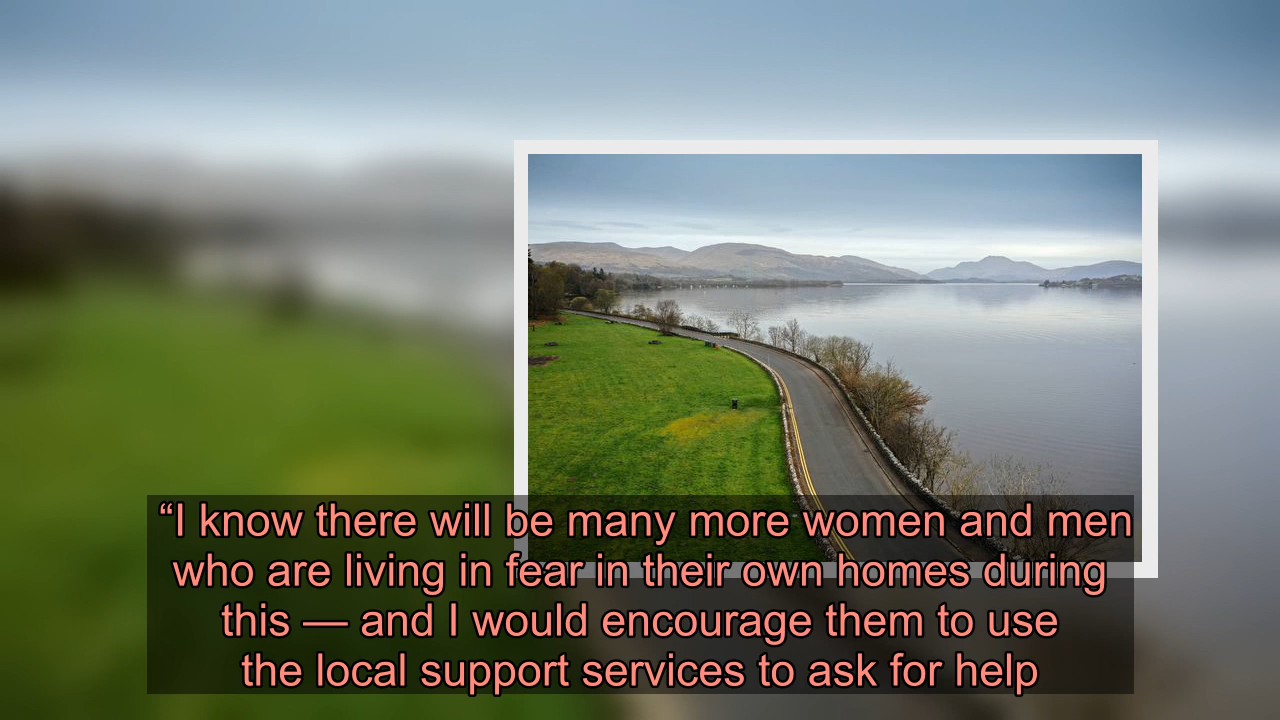 “I know there will be many more women and men
who are living in fear in their own homes during
this — and I would encourage them to use
the local support services to ask for help